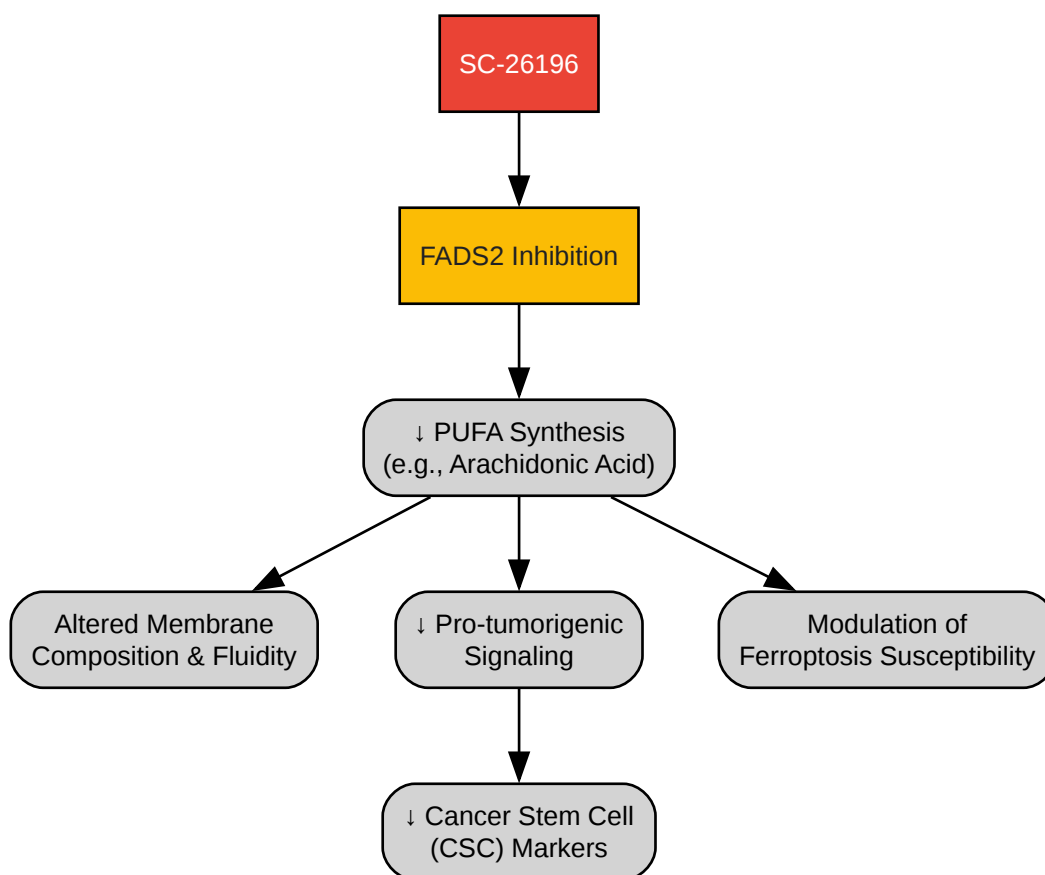 SC-26196
FADS2 Inhibition
↓ PUFA Synthesis
(e.g., Arachidonic Acid)
Altered Membrane
Composition & Fluidity
↓ Pro-tumorigenic
Signaling
Modulation of
Ferroptosis Susceptibility
↓ Cancer Stem Cell
(CSC) Markers